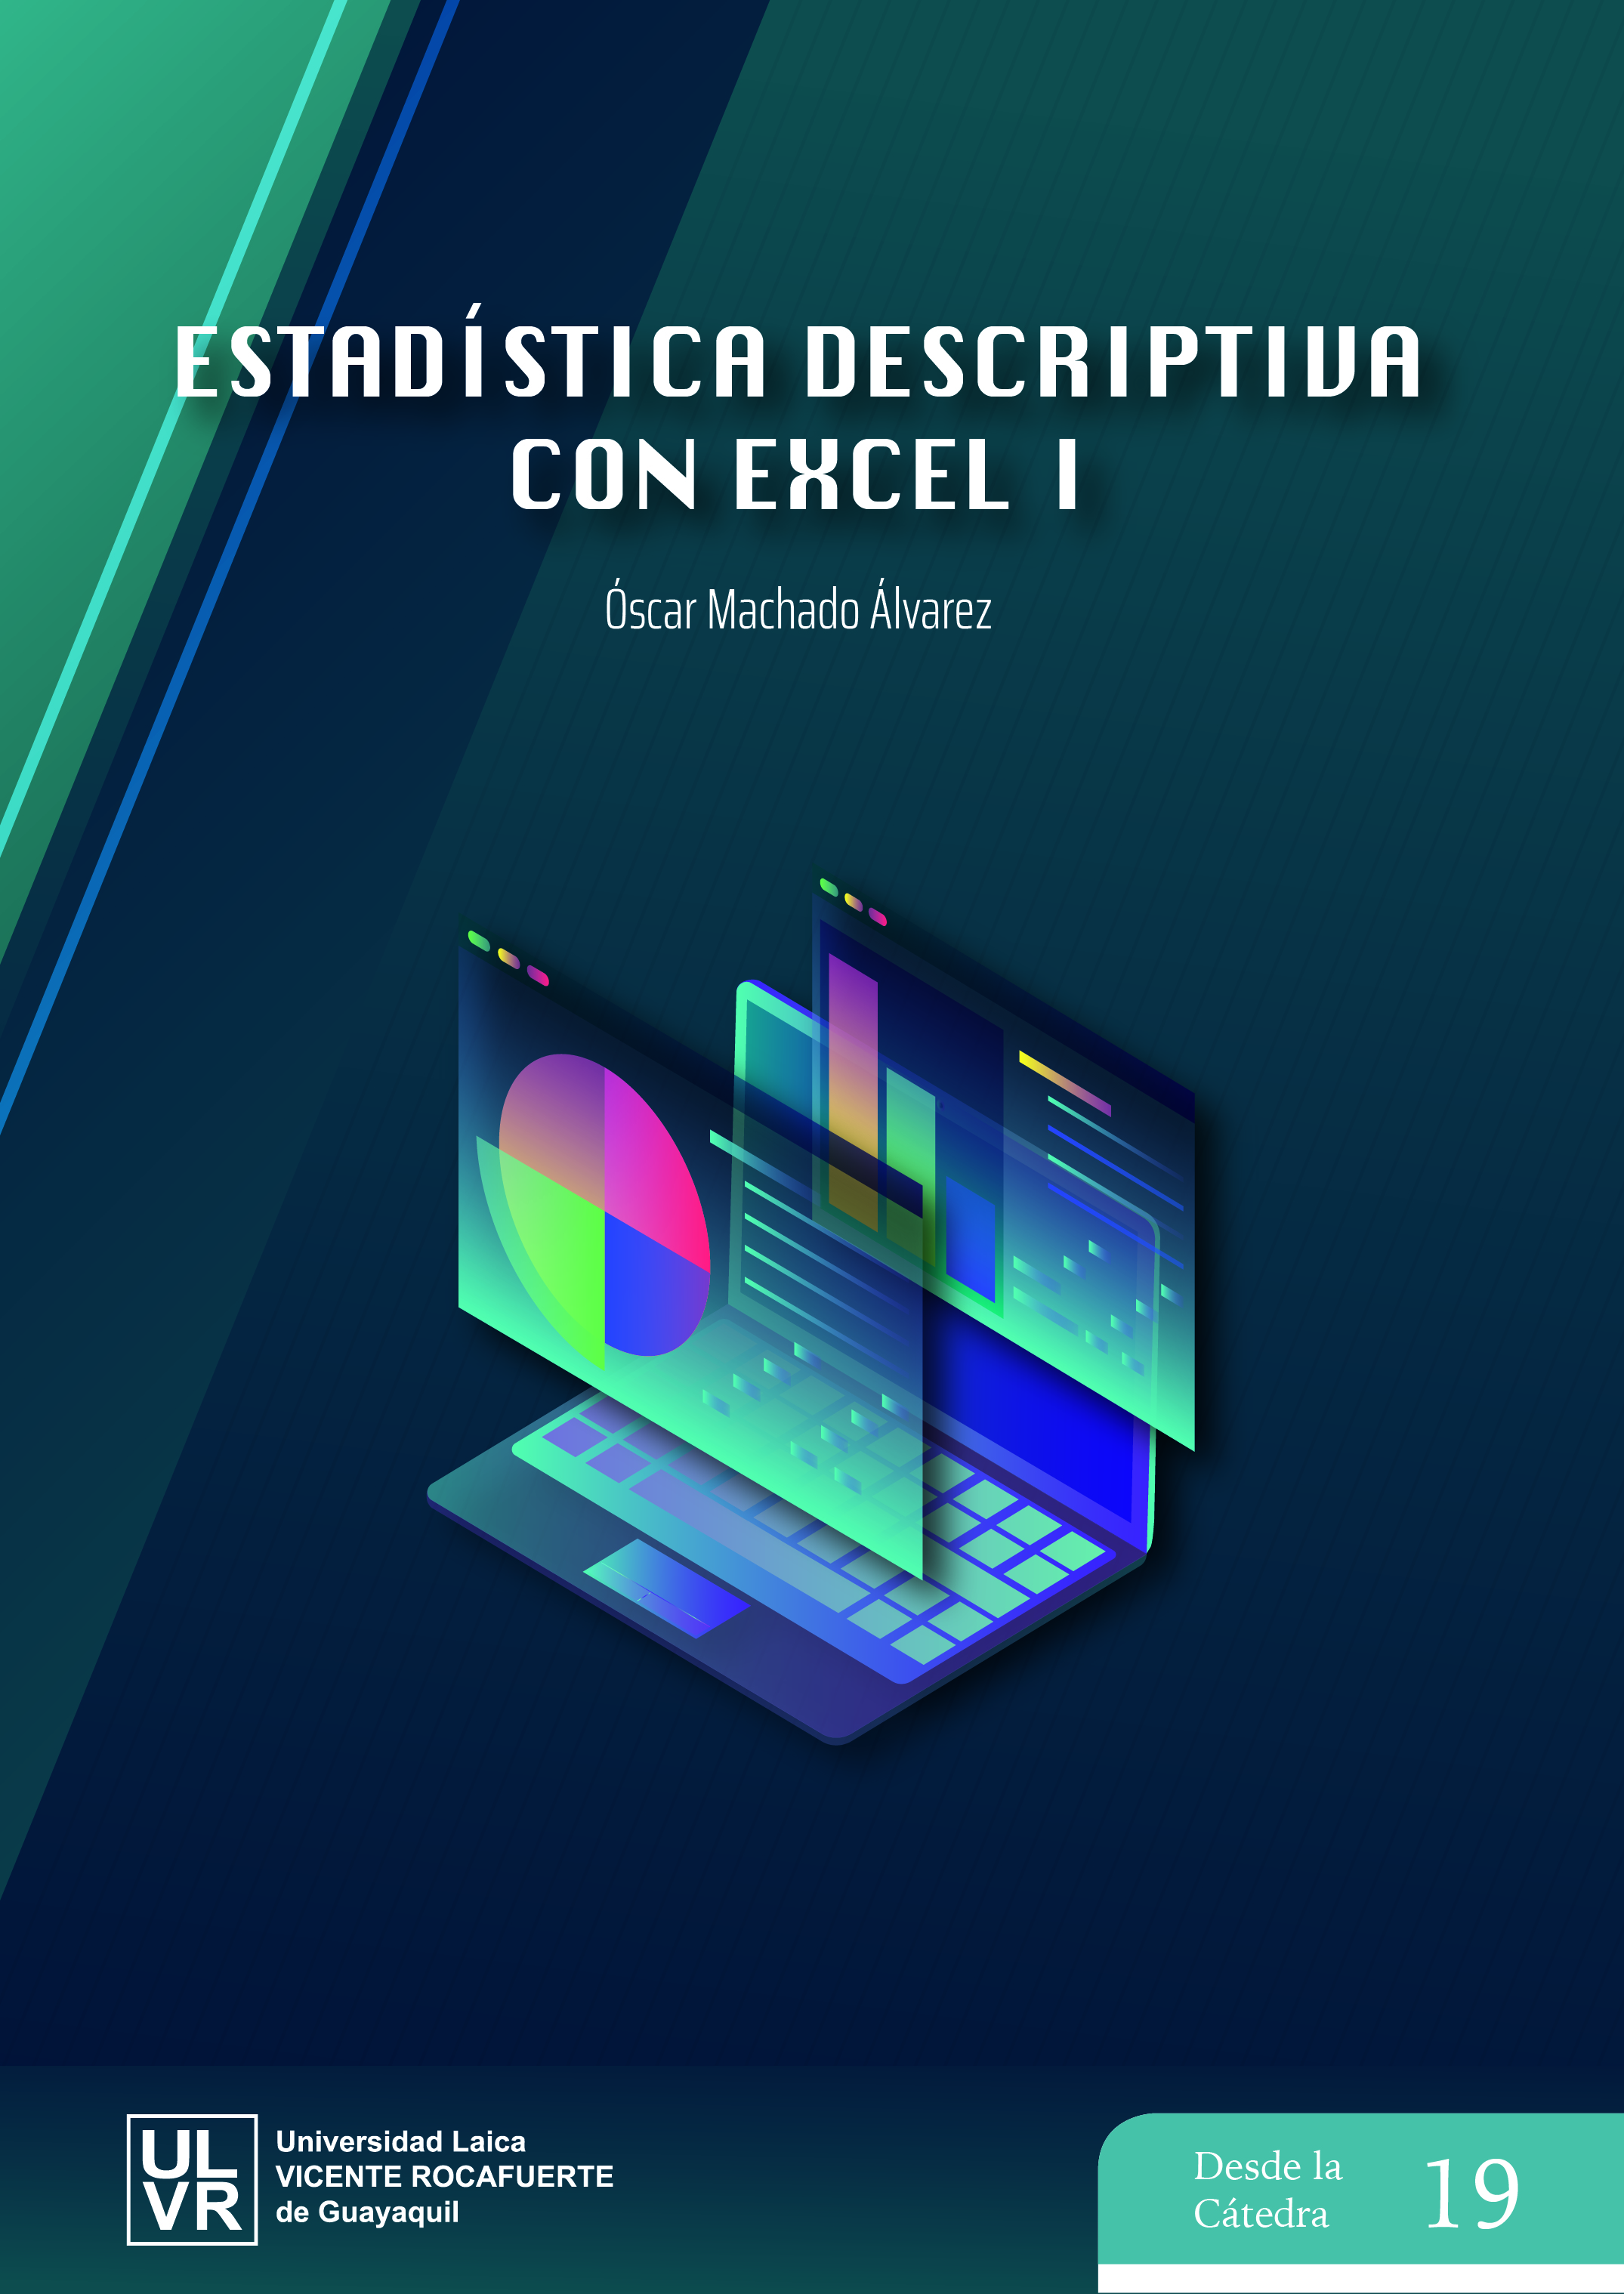 ESTADÍSTICA DESCRIPTIVA
CON EXCEL I
Óscar Machado Álvarez
UL
VR
Universidad Laica
VICENTE ROCAFUERTE
de Guayaquil
Desde la
Cátedra
19